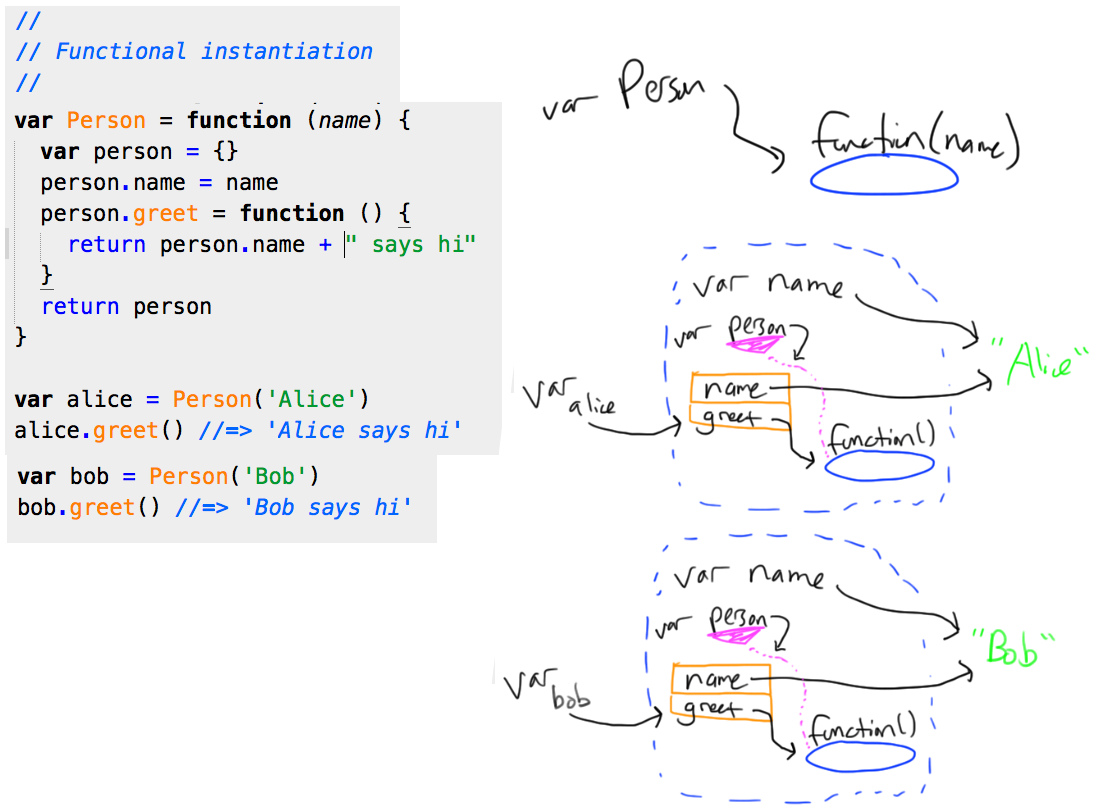 //
// Functional instantiation
//
var Person = function (name) {
  var person = {}
  person.name = name
  person.greet = function () {
    return person.name + " says hi"
  }
  return person
}
var alice = Person('Alice')
alice.greet() //=> 'Alice says hi'
var bob = Person('Bob')
bob.greet() //=> 'Bob says hi'
var Person
function(name)
var name
var person
"Alice"
name
var alice
greet
function()
var name
var person
"Bob"
name
var bob
greet
function()